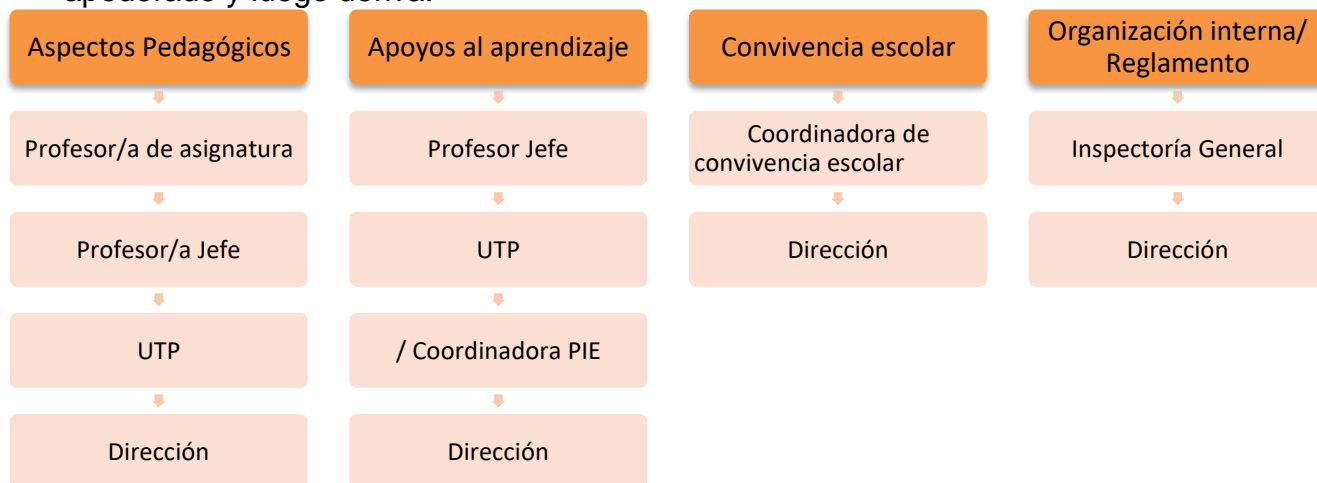 apoderado y luego deriva.
Aspectos Pedagógicos
Profesor/a de asignatura
Profesor/a Jefe
UTP
Dirección
Apoyos al aprendizaje
Profesor Jefe
UTP
/ Coordinadora PIE
Dirección
Convivencia escolar
Coordinadora de
convivencia escolar
Dirección
Organización interna/
Reglamento
Inspectoría General
Dirección